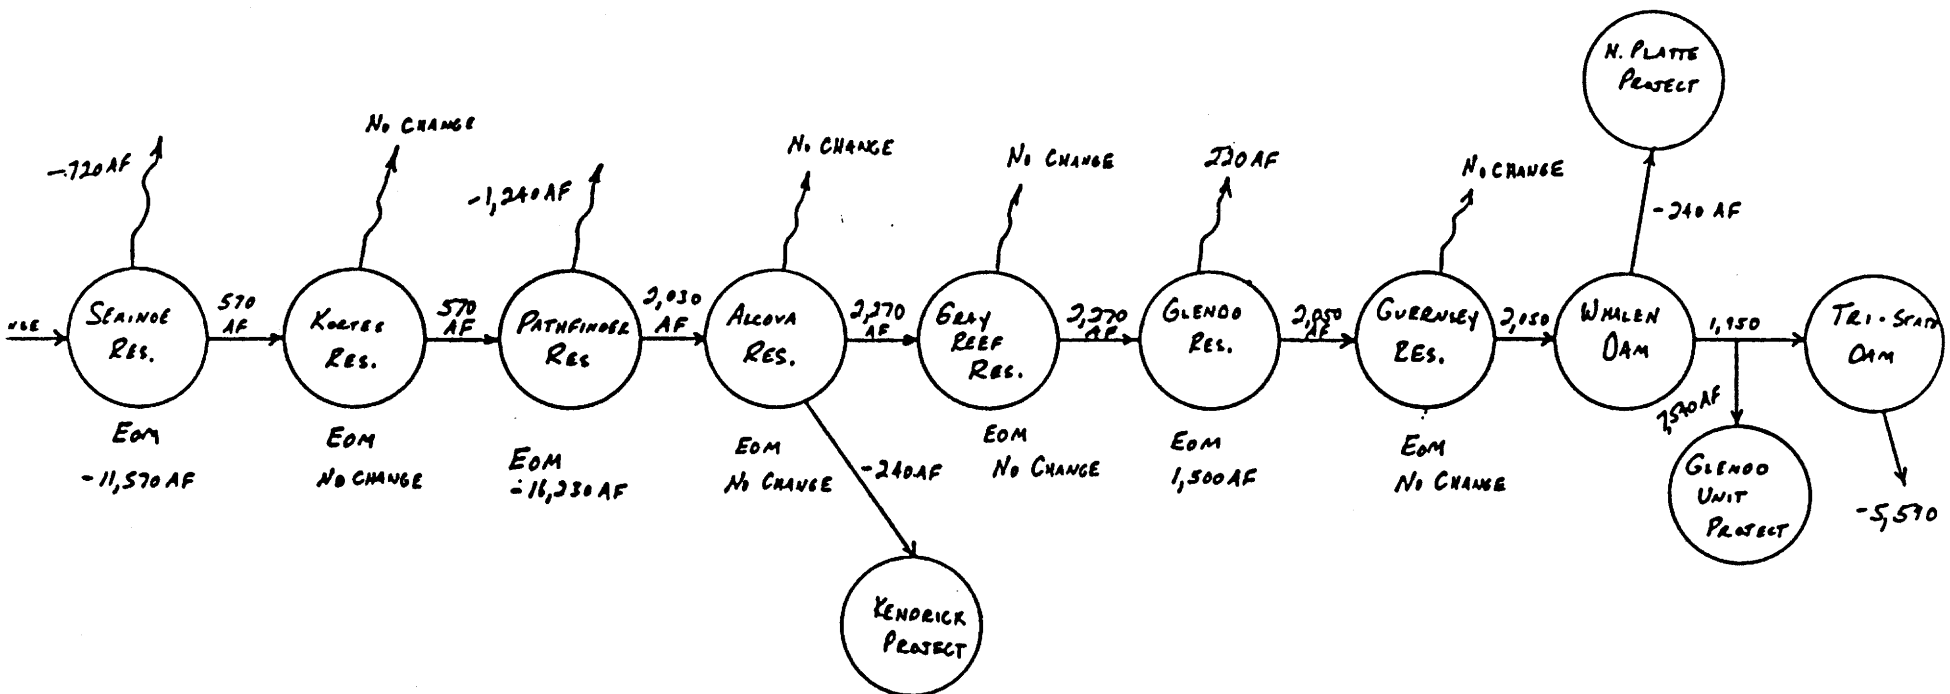 N. PLATTE
PROJECT
-720 AF
NO CHANGE
-1,240 AF
NO CHANGE
NO CHANGE
220 AF
NO CHANGE
-240 AF
SEMINOE
RES.
570
AF
KORTES
RES.
570
AF
PATHFINDER
RES
2,030
AF
ALCOVA
RES.
2,270
AF
GRAY
REEF
RES.
2,270
AF
GLENDO
RES.
2,050
AF
GUERNSEY
RES.
2,050
WHALEN
DAM
1,950
TRI-STATE
DAM
EOM
-11,570 AF
EOM
NO CHANGE
EOM
-16,230 AF
EOM
NO CHANGE
-240 AF
EOM
NO CHANGE
EOM
1,500 AF
EOM
NO CHANGE
7,540 AF
GLENDO
UNIT
PROJECT
-5,590
KENDRICK
PROJECT